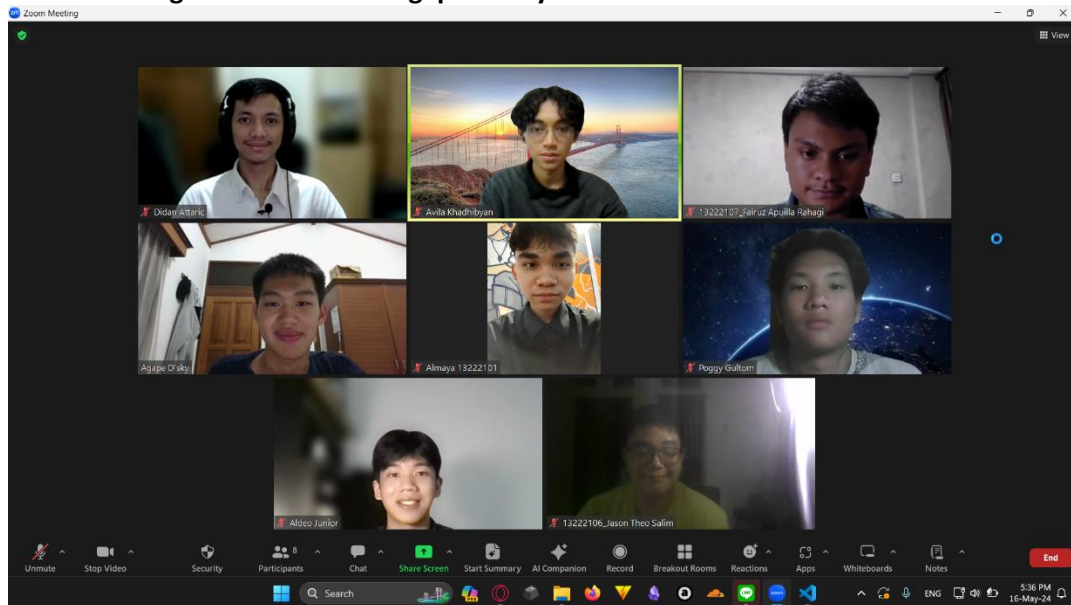 Zoom Meeting
View
Didan Attaric
Avila Khadhibyan
13222107_Fairuz Apuilla Rahagi
Agape D'sky
Almaya 13222101
Poggy Gultom
Aldeo Junior
13222106_Jason Theo Salim
Unmute
Stop Video
Security
Participants
8
Chat
Share Screen
Start Summary
AI Companion
Record
Breakout Rooms
Reactions
Apps
Whiteboards
Notes
End
Search
ENG
5:36 PM
16-May-24